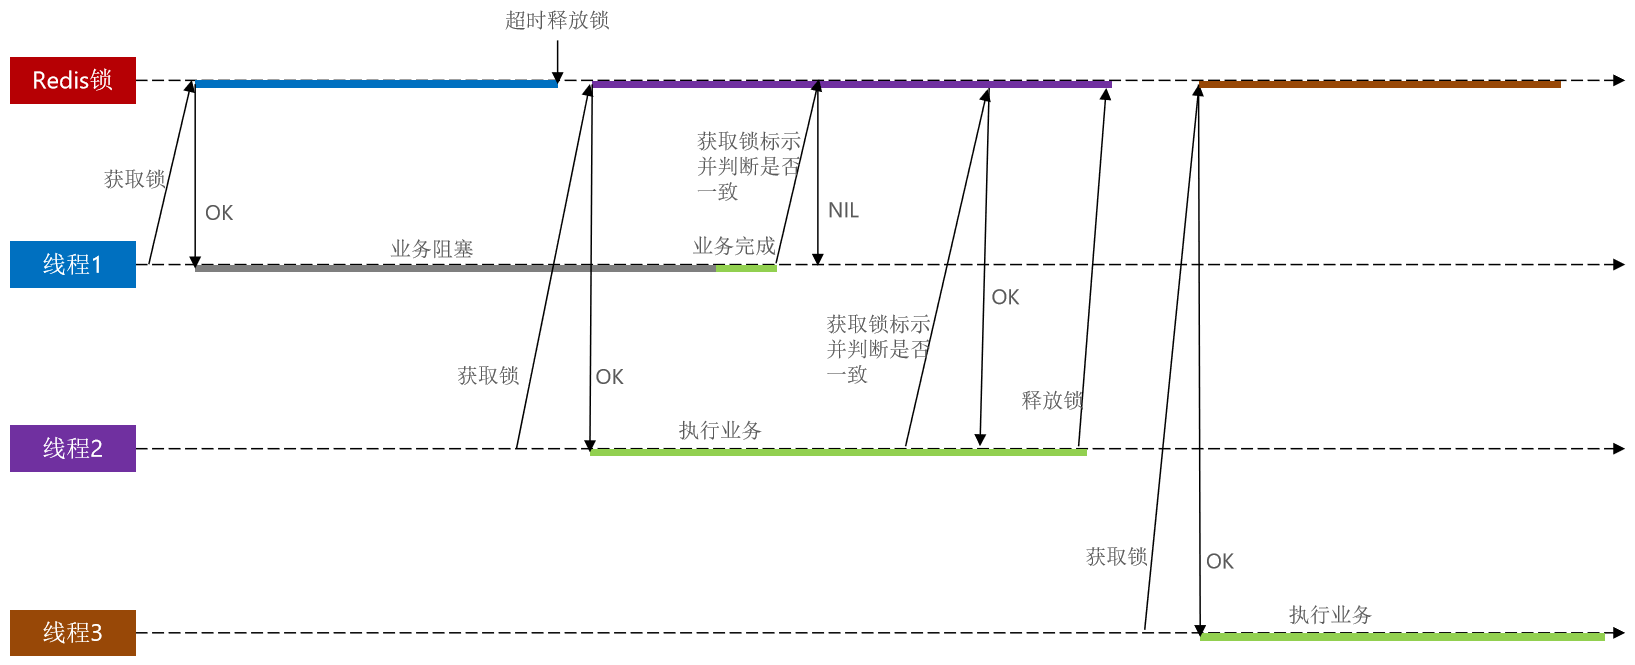 超时释放锁
Redis锁
获取锁标示
并判断是否
一致
获取锁
OK
NIL
线程1
业务阻塞
业务完成
OK
获取锁标示
并判断是否
一致
获取锁
OK
释放锁
线程2
执行业务
获取锁
OK
线程3
执行业务